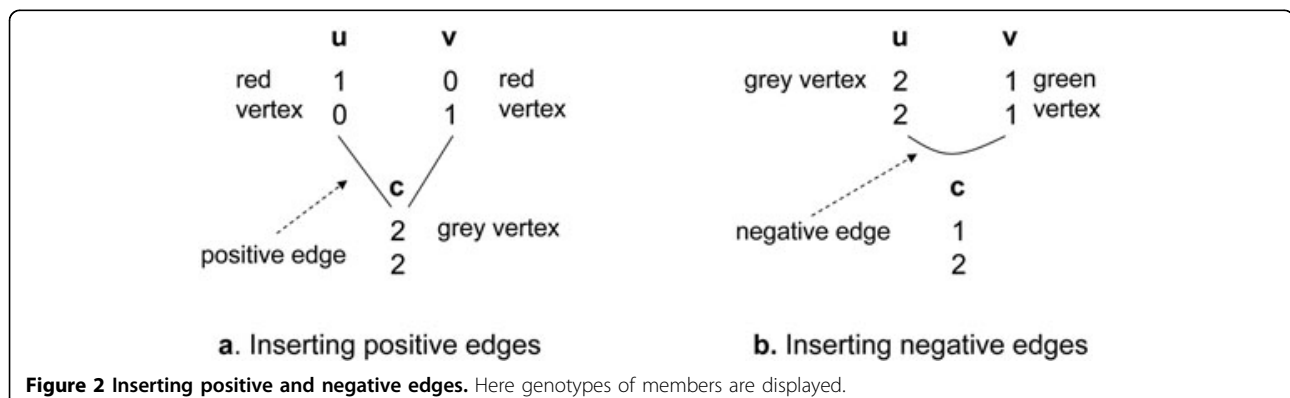 u v
red 1 0 red
vertex 0 1 vertex
c
2 grey vertex
positive edge 2
a. Inserting positive edges
u v
grey vertex 2 1 green
2 1 vertex
c
negative edge 1
2
b. Inserting negative edges
Figure 2 Inserting positive and negative edges. Here genotypes of members are displayed.